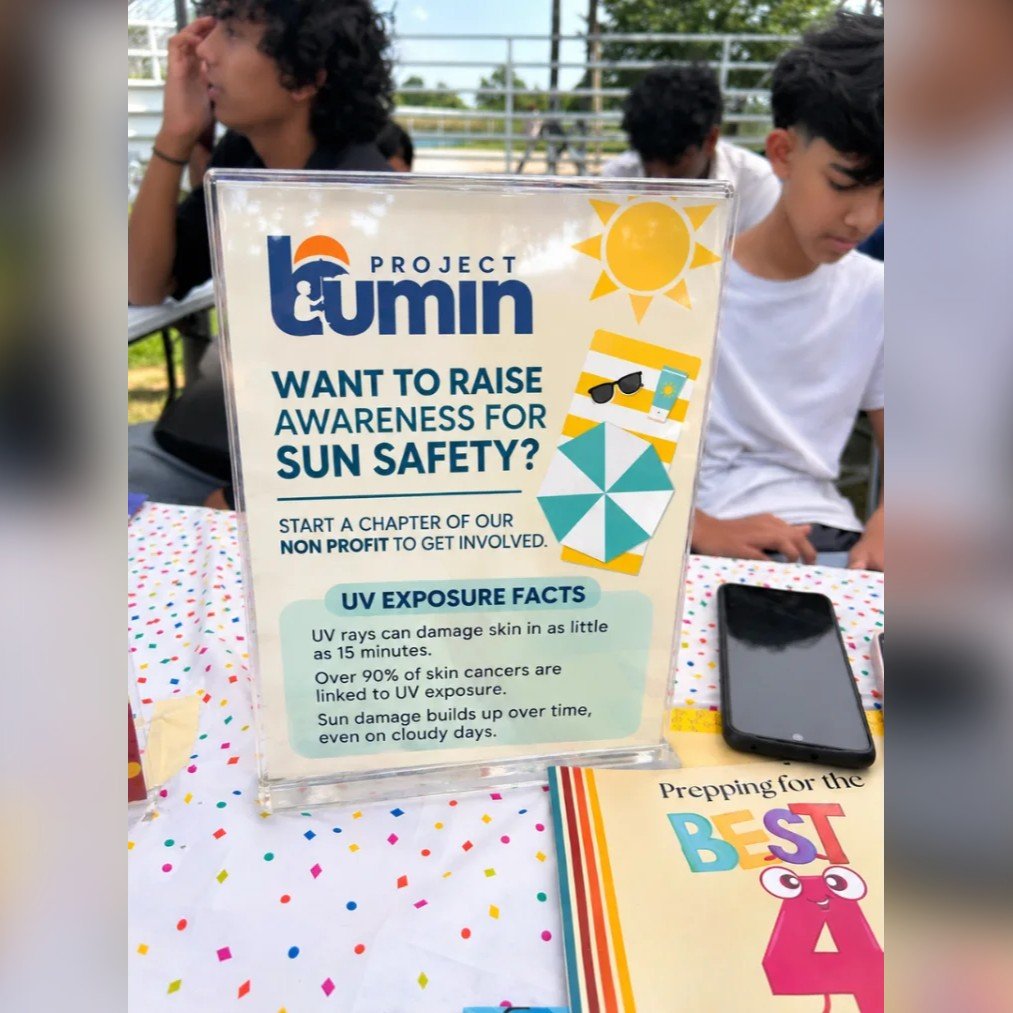 PROJECT
Lumin
WANT TO RAISE
AWARENESS FOR
SUN SAFETY?
START A CHAPTER OF OUR
NON PROFIT TO GET INVOLVED.
UV EXPOSURE FACTS
UV rays can damage skin in as little
as 15 minutes.
Over 90% of skin cancers are
linked to UV exposure.
Sun damage builds up over time,
even on cloudy days.
Prepping for the
BEST
A